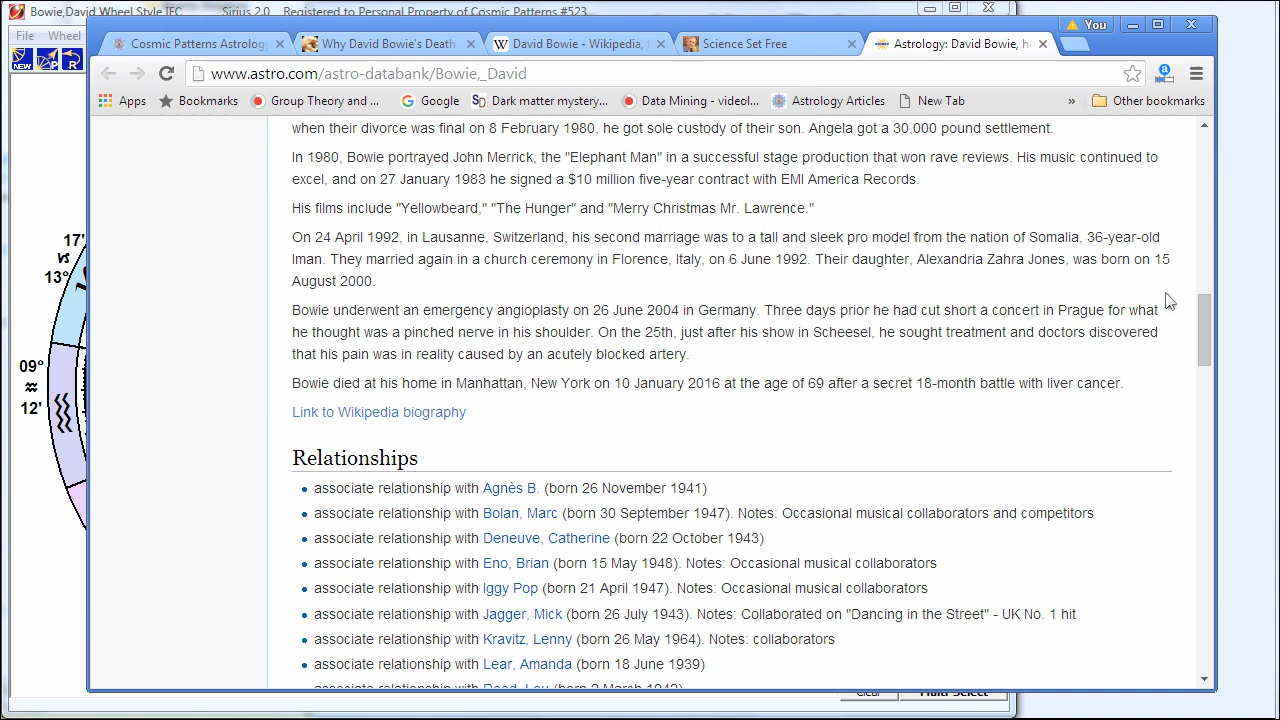 Bowie,David Wheel Style IFC Sirius 2.0 Registered to Personal Property of Cosmic Patterns #523
File Wheel
NEW P R
You
Cosmic Patterns Astrology
Why David Bowie's Death
W David Bowie - Wikipedia,
Science Set Free
Astrology: David Bowie, h
www.astro.com/astro-databank/Bowie,_David
Apps Bookmarks Group Theory and ... Google Dark matter mystery... Data Mining - videol... Astrology Articles New Tab » Other bookmarks
when their divorce was final on 8 February 1980, he got sole custody of their son. Angela got a 30,000 pound settlement.
In 1980, Bowie portrayed John Merrick, the "Elephant Man" in a successful stage production that won rave reviews. His music continued to
excel, and on 27 January 1983 he signed a $10 million five-year contract with EMI America Records.
His films include "Yellowbeard," "The Hunger" and "Merry Christmas Mr. Lawrence."
On 24 April 1992, in Lausanne, Switzerland, his second marriage was to a tall and sleek pro model from the nation of Somalia, 36-year-old
Iman. They married again in a church ceremony in Florence, Italy, on 6 June 1992. Their daughter, Alexandria Zahra Jones, was born on 15
August 2000.
Bowie underwent an emergency angioplasty on 26 June 2004 in Germany. Three days prior he had cut short a concert in Prague for what
he thought was a pinched nerve in his shoulder. On the 25th, just after his show in Scheesel, he sought treatment and doctors discovered
that his pain was in reality caused by an acutely blocked artery.
Bowie died at his home in Manhattan, New York on 10 January 2016 at the age of 69 after a secret 18-month battle with liver cancer.
Link to Wikipedia biography
Relationships
associate relationship with Agnès B. (born 26 November 1941)
associate relationship with Bolan, Marc (born 30 September 1947). Notes: Occasional musical collaborators and competitors
associate relationship with Deneuve, Catherine (born 22 October 1943)
associate relationship with Eno, Brian (born 15 May 1948). Notes: Occasional musical collaborators
associate relationship with Iggy Pop (born 21 April 1947). Notes: Occasional musical collaborators
associate relationship with Jagger, Mick (born 26 July 1943). Notes: Collaborated on "Dancing in the Street" - UK No. 1 hit
associate relationship with Kravitz, Lenny (born 26 May 1964). Notes: collaborators
associate relationship with Lear, Amanda (born 18 June 1939)
associate relationship with Reed, Lou (born 2 March 1942)
17'
♑
13°
09°
♒
12'
Clear Multi-Select